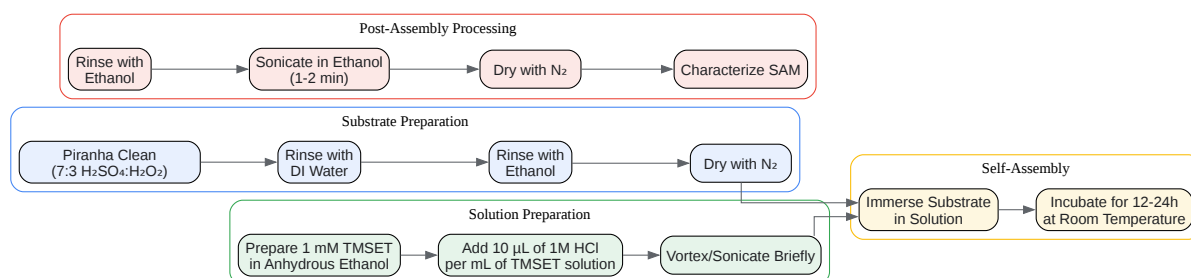 Post-Assembly Processing
Rinse with
Ethanol
Sonicate in Ethanol
(1-2 min)
Dry with N₂
Characterize SAM
Substrate Preparation
Piranha Clean
(7:3 H₂SO₄:H₂O₂)
Rinse with
DI Water
Rinse with
Ethanol
Dry with N₂
Self-Assembly
Immerse Substrate
in Solution
Incubate for 12-24h
at Room Temperature
Solution Preparation
Prepare 1 mM TMSET
in Anhydrous Ethanol
Add 10 µL of 1M HCl
per mL of TMSET solution
Vortex/Sonicate Briefly